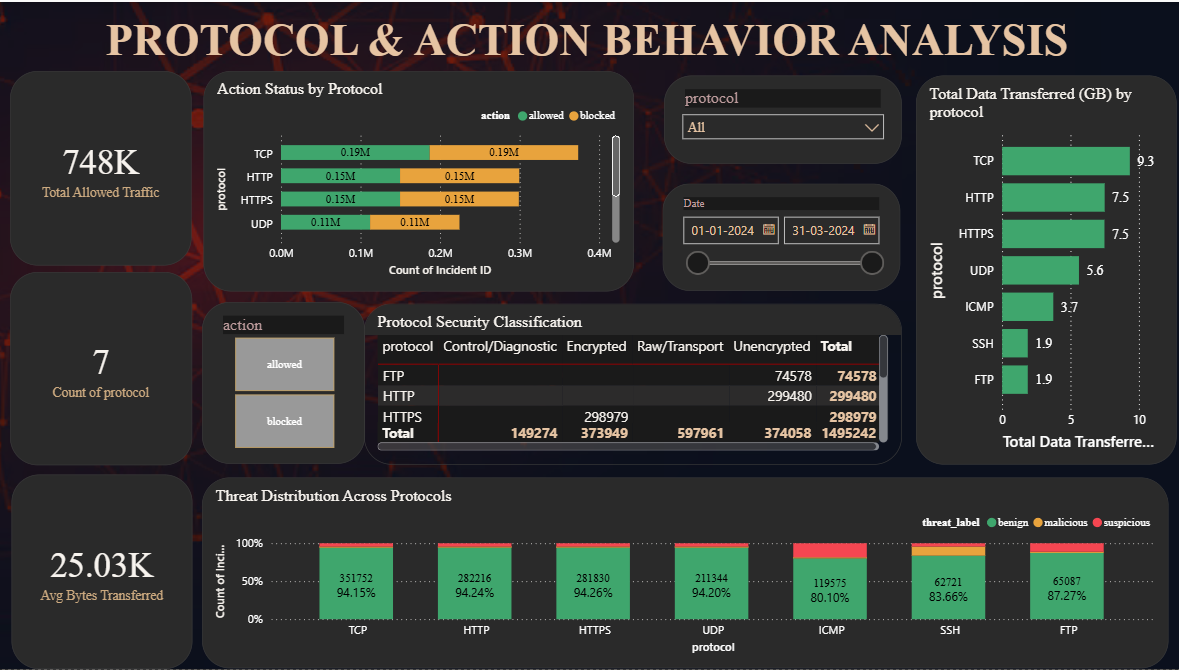 PROTOCOL & ACTION BEHAVIOR ANALYSIS
748K
Total Allowed Traffic
7
Count of protocol
25.03K
Avg Bytes Transferred
Action Status by Protocol
action allowed blocked
protocol
TCP 0.19M 0.19M
HTTP 0.15M 0.15M
HTTPS 0.15M 0.15M
UDP 0.11M 0.11M
0.0M 0.1M 0.2M 0.3M 0.4M
Count of Incident ID
protocol
All
Date
01-01-2024 31-03-2024
Total Data Transferred (GB) by
protocol
protocol
TCP 9.3
HTTP 7.5
HTTPS 7.5
UDP 5.6
ICMP 3.7
SSH 1.9
FTP 1.9
0 5 10
Total Data Transferre...
action
allowed
blocked
Protocol Security Classification
protocol Control/Diagnostic Encrypted Raw/Transport Unencrypted Total
FTP 74578 74578
HTTP 299480 299480
HTTPS 298979 298979
Total 149274 373949 597961 374058 1495242
Threat Distribution Across Protocols
threat_label benign malicious suspicious
Count of Inci...
100%
50%
0%
351752 282216 281830 211344 119575 62721 65087
94.15% 94.24% 94.26% 94.20% 80.10% 83.66% 87.27%
TCP HTTP HTTPS UDP ICMP SSH FTP
protocol